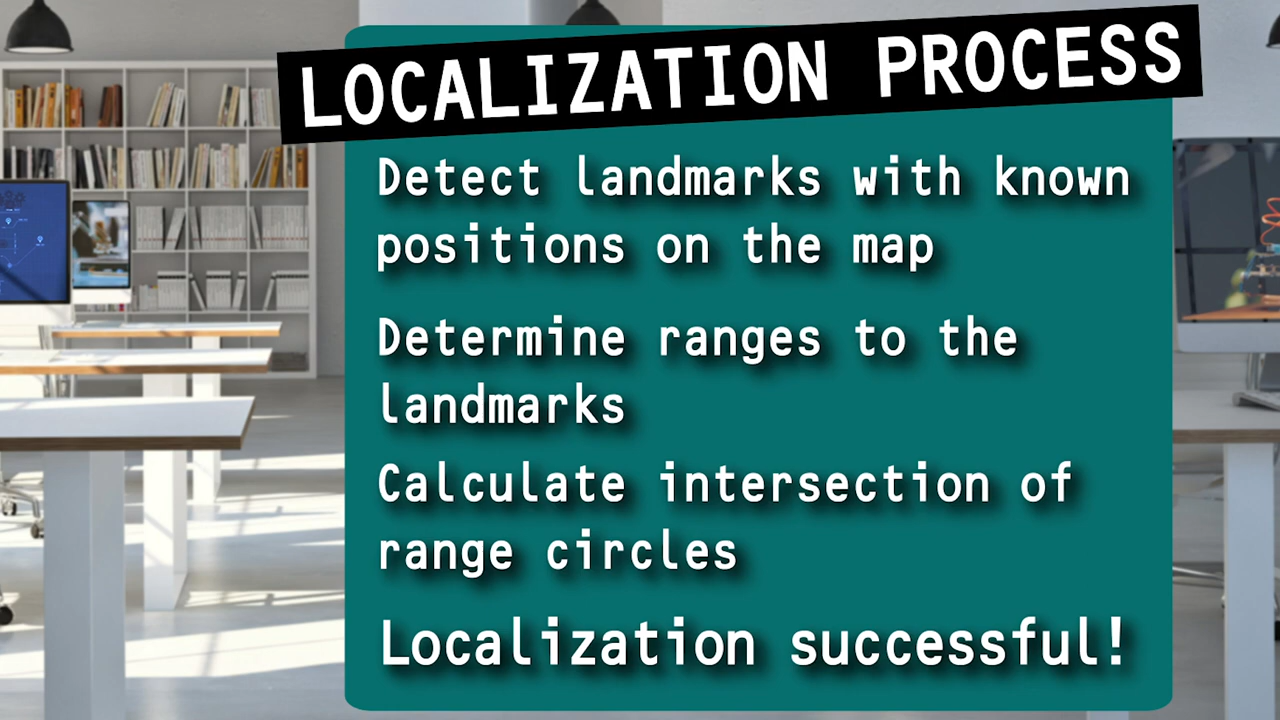 LOCALIZATION PROCESS
Detect landmarks with known
positions on the map
Determine ranges to the
landmarks
Calculate intersection of
range circles
Localization successful!